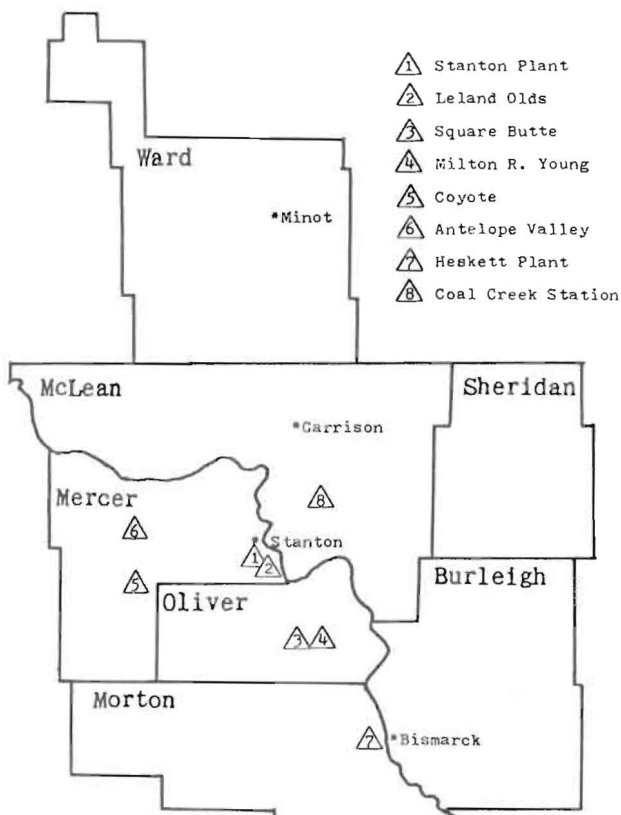 1 Stanton Plant
2 Leland Olds
3 Square Butte
4 Milton R. Young
5 Coyote
6 Antelope Valley
7 Heskett Plant
8 Coal Creek Station
Ward
*Minot
McLean
Sheridan
*Garrison
Mercer
8
6
*Stanton
1
2
5
Burleigh
Oliver
3 4
Morton
7 *Bismarck